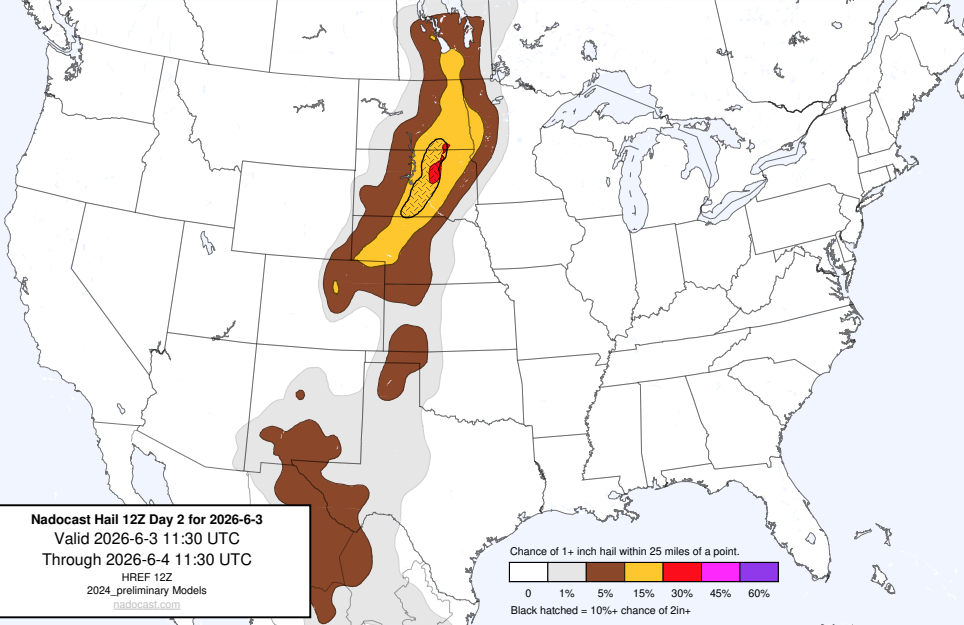 Nadocast Hail 12Z Day 2 for 2026-6-3
Valid 2026-6-3 11:30 UTC
Through 2026-6-4 11:30 UTC
HREF 12Z
2024_preliminary Models
nadocast.com
Chance of 1+ inch hail within 25 miles of a point.
0 1% 5% 15% 30% 45% 60%
Black hatched = 10%+ chance of 2in+